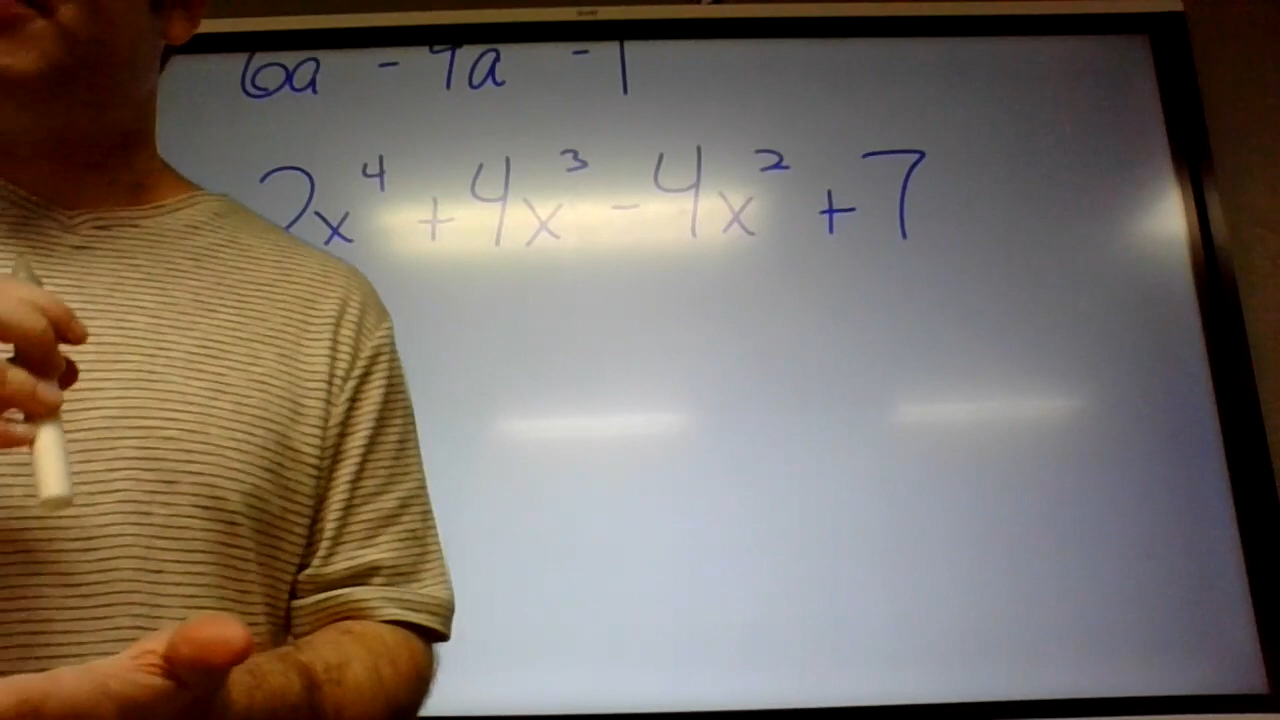 6a - 4a - 1
2x⁴ + 4x³ - 4x² + 7